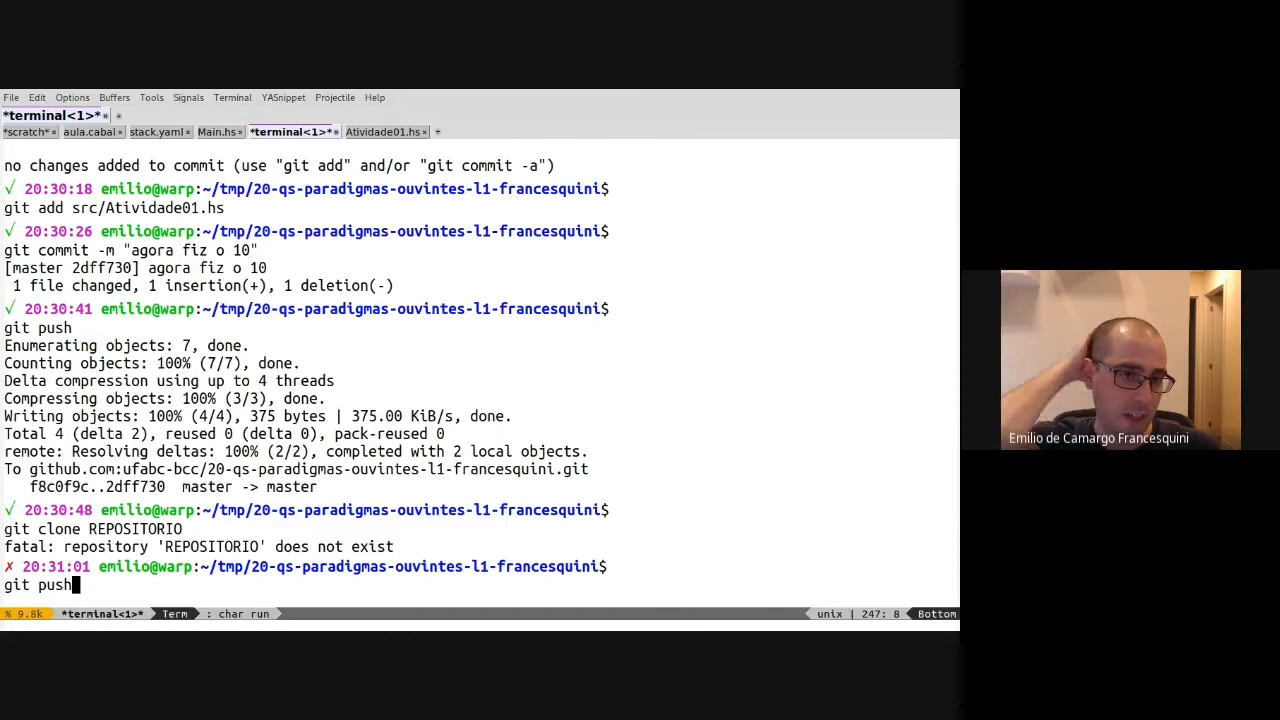 File Edit Options Buffers Tools Signals Terminal YASnippet Projectile Help
*terminal<1>*× +
*scratch*× aula.cabal× stack.yaml× Main.hs× *terminal<1>*× Atividade01.hs× +
no changes added to commit (use "git add" and/or "git commit -a")
√ 20:30:18 emilio@warp:~/tmp/20-qs-paradigmas-ouvintes-l1-francesquini$
git add src/Atividade01.hs
√ 20:30:26 emilio@warp:~/tmp/20-qs-paradigmas-ouvintes-l1-francesquini$
git commit -m "agora fiz o 10"
[master 2dff730] agora fiz o 10
1 file changed, 1 insertion(+), 1 deletion(-)
√ 20:30:41 emilio@warp:~/tmp/20-qs-paradigmas-ouvintes-l1-francesquini$
git push
Enumerating objects: 7, done.
Counting objects: 100% (7/7), done.
Delta compression using up to 4 threads
Compressing objects: 100% (3/3), done.
Writing objects: 100% (4/4), 375 bytes | 375.00 KiB/s, done.
Total 4 (delta 2), reused 0 (delta 0), pack-reused 0
remote: Resolving deltas: 100% (2/2), completed with 2 local objects.
To github.com:ufabc-bcc/20-qs-paradigmas-ouvintes-l1-francesquini.git
f8c0f9c..2dff730 master -> master
√ 20:30:48 emilio@warp:~/tmp/20-qs-paradigmas-ouvintes-l1-francesquini$
git clone REPOSITORIO
fatal: repository 'REPOSITORIO' does not exist
✗ 20:31:01 emilio@warp:~/tmp/20-qs-paradigmas-ouvintes-l1-francesquini$
git push
% 9.8k *terminal<1>* Term : char run unix | 247: 8 Bottom
Emilio de Camargo Francesquini